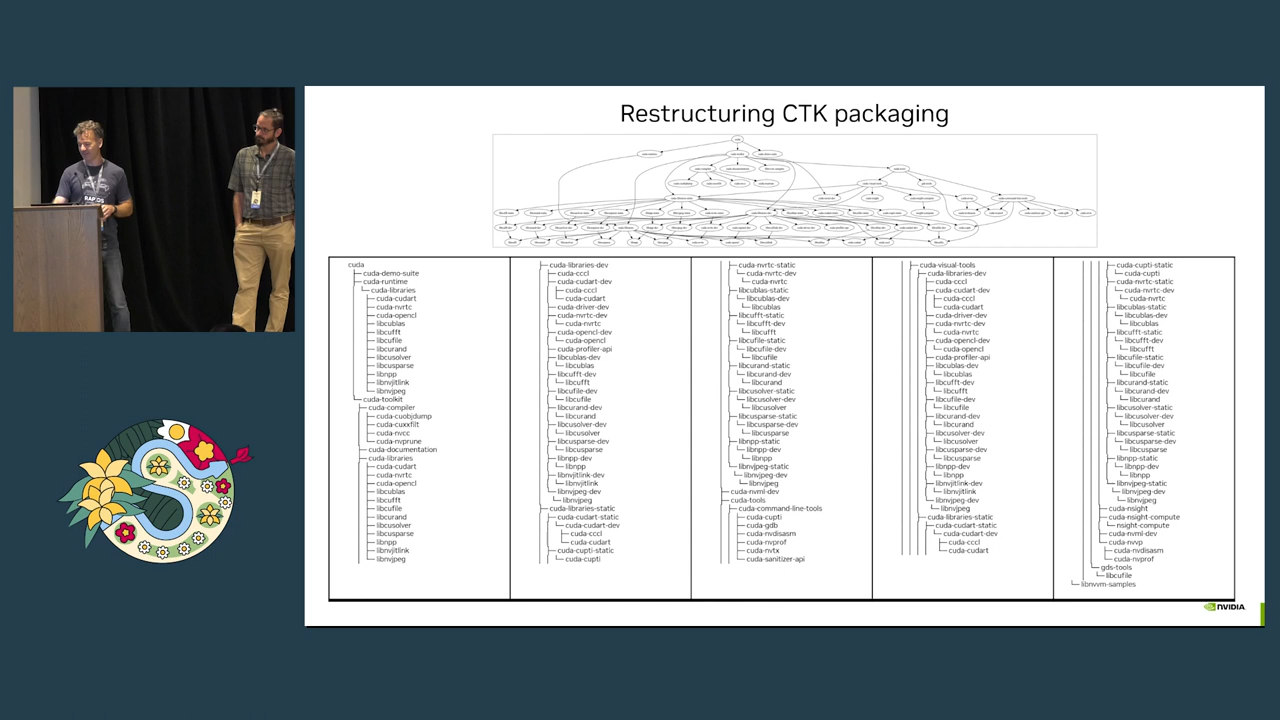 Restructuring CTK packaging
RAPIDS
cuda
cuda-demo-suite
cuda-runtime
cuda-libraries
cuda-cudart
cuda-nvrtc
cuda-opencl
libcublas
libcufft
libcufile
libcurand
libcusolver
libcusparse
libnpp
libnvjitlink
libnvjpeg
cuda-toolkit
cuda-compiler
cuda-cuobjdump
cuda-cuxxfilt
cuda-nvcc
cuda-nvprune
cuda-documentation
cuda-libraries
cuda-cudart
cuda-nvrtc
cuda-opencl
libcublas
libcufft
libcufile
libcurand
libcusolver
libcusparse
libnpp
libnvjitlink
libnvjpeg
cuda-libraries-dev
cuda-cccl
cuda-cudart-dev
cuda-cccl
cuda-cudart
cuda-driver-dev
cuda-nvrtc-dev
cuda-nvrtc
cuda-opencl-dev
cuda-opencl
cuda-profiler-api
libcublas-dev
libcublas
libcufft-dev
libcufft
libcufile-dev
libcufile
libcurand-dev
libcurand
libcusolver-dev
libcusolver
libcusparse-dev
libcusparse
libnpp-dev
libnpp
libnvjitlink-dev
libnvjitlink
libnvjpeg-dev
libnvjpeg
cuda-libraries-static
cuda-cudart-static
cuda-cudart-dev
cuda-cccl
cuda-cudart
cuda-cupti-static
cuda-cupti
cuda-nvrtc-static
cuda-nvrtc-dev
cuda-nvrtc
libcublas-static
libcublas-dev
libcublas
libcufft-static
libcufft-dev
libcufft
libcufile-static
libcufile-dev
libcufile
libcurand-static
libcurand-dev
libcurand
libcusolver-static
libcusolver-dev
libcusolver
libcusparse-static
libcusparse-dev
libcusparse
libnpp-static
libnpp-dev
libnpp
libnvjpeg-static
libnvjpeg-dev
libnvjpeg
cuda-nvml-dev
cuda-tools
cuda-command-line-tools
cuda-cupti
cuda-gdb
cuda-nvdisasm
cuda-nvprof
cuda-nvtx
cuda-sanitizer-api
cuda-visual-tools
cuda-libraries-dev
cuda-cccl
cuda-cudart-dev
cuda-cccl
cuda-cudart
cuda-driver-dev
cuda-nvrtc-dev
cuda-nvrtc
cuda-opencl-dev
cuda-opencl
cuda-profiler-api
libcublas-dev
libcublas
libcufft-dev
libcufft
libcufile-dev
libcufile
libcurand-dev
libcurand
libcusolver-dev
libcusolver
libcusparse-dev
libcusparse
libnpp-dev
libnpp
libnvjitlink-dev
libnvjitlink
libnvjpeg-dev
libnvjpeg
cuda-libraries-static
cuda-cudart-static
cuda-cudart-dev
cuda-cccl
cuda-cudart
cuda-cupti-static
cuda-cupti
cuda-nvrtc-static
cuda-nvrtc-dev
cuda-nvrtc
libcublas-static
libcublas-dev
libcublas
libcufft-static
libcufft-dev
libcufft
libcufile-static
libcufile-dev
libcufile
libcurand-static
libcurand-dev
libcurand
libcusolver-static
libcusolver-dev
libcusolver
libcusparse-static
libcusparse-dev
libcusparse
libnpp-static
libnpp-dev
libnpp
libnvjpeg-static
libnvjpeg-dev
libnvjpeg
cuda-nsight
cuda-nsight-compute
nsight-compute
cuda-nvml-dev
cuda-nvvp
cuda-nvdisasm
cuda-nvprof
gds-tools
libcufile
libnvvm-samples
NVIDIA